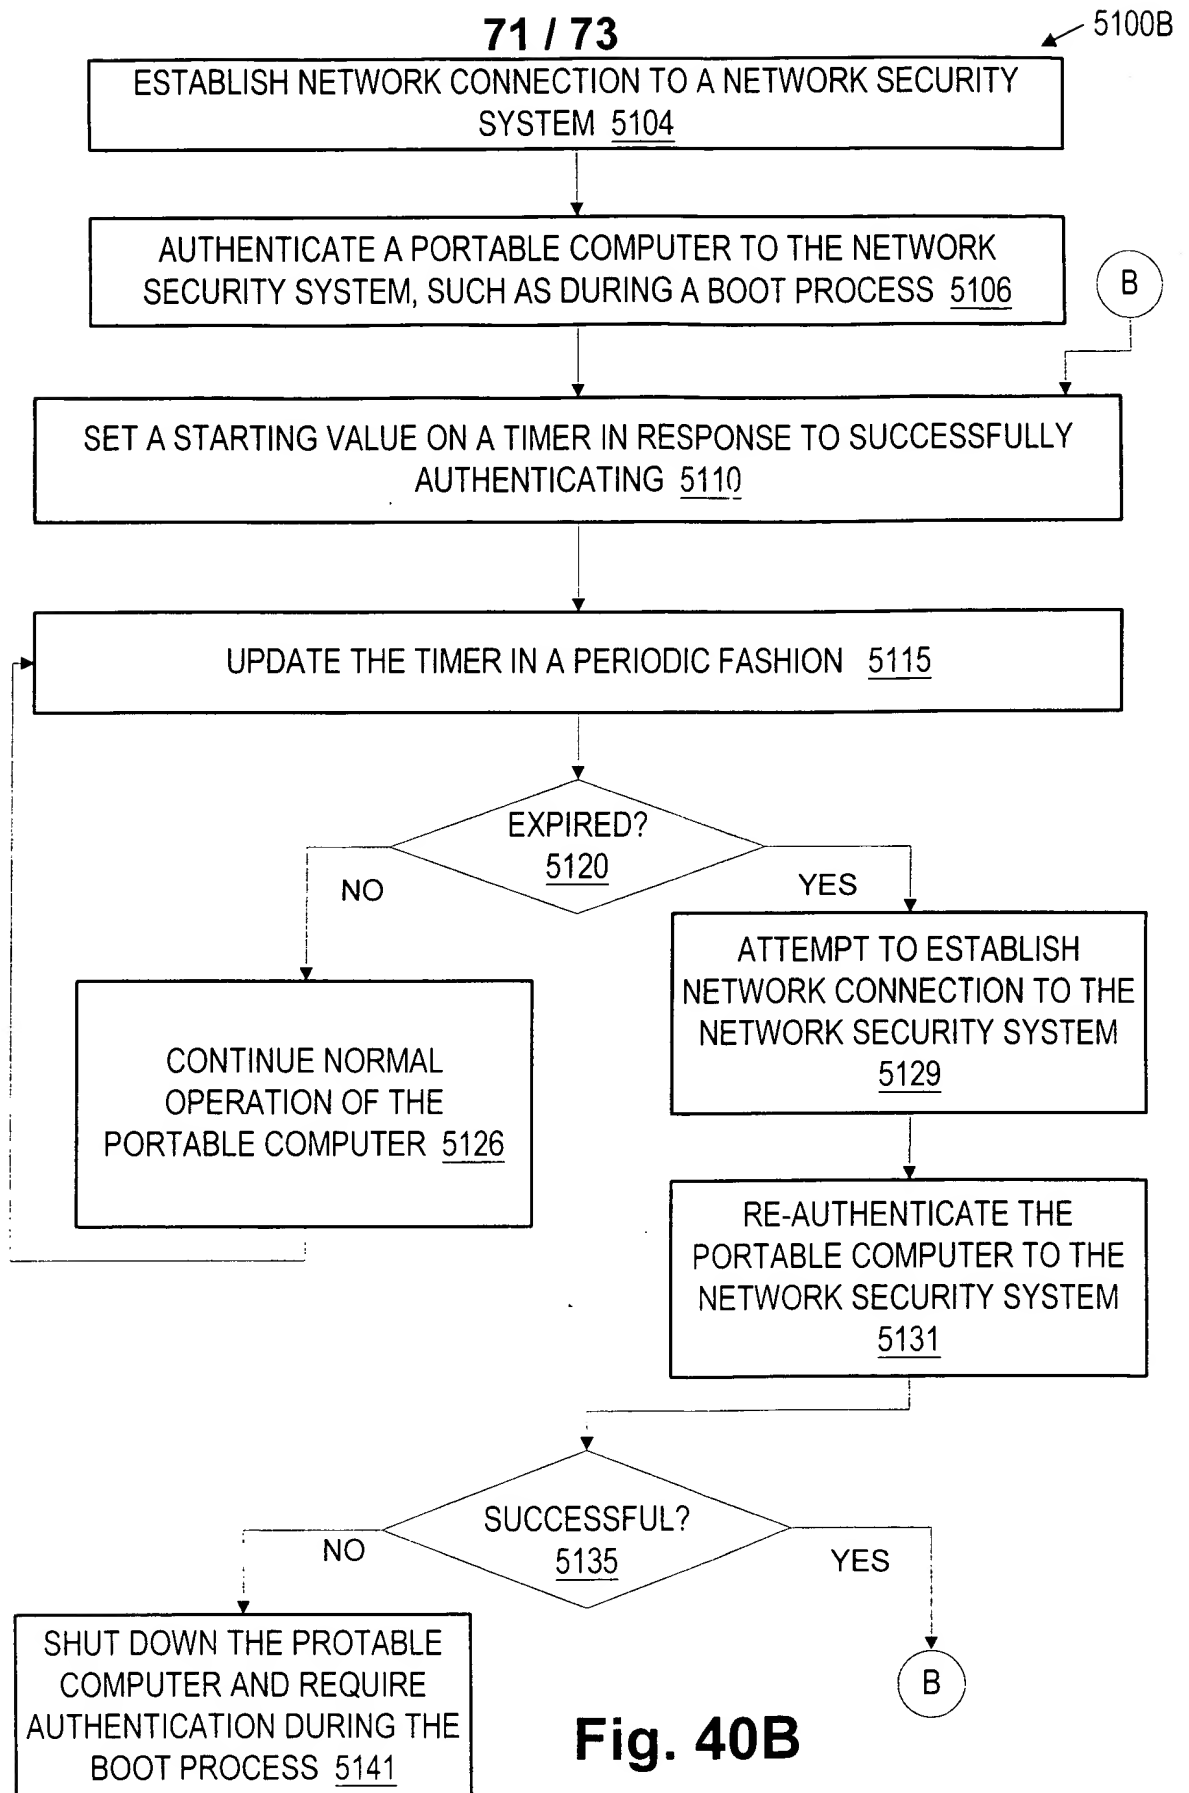 71 / 73
5100B
ESTABLISH NETWORK CONNECTION TO A NETWORK SECURITY
SYSTEM 5104
AUTHENTICATE A PORTABLE COMPUTER TO THE NETWORK
SECURITY SYSTEM, SUCH AS DURING A BOOT PROCESS 5106
B
SET A STARTING VALUE ON A TIMER IN RESPONSE TO SUCCESSFULLY
AUTHENTICATING 5110
UPDATE THE TIMER IN A PERIODIC FASHION 5115
EXPIRED?
5120
NO
YES
CONTINUE NORMAL
OPERATION OF THE
PORTABLE COMPUTER 5126
ATTEMPT TO ESTABLISH
NETWORK CONNECTION TO THE
NETWORK SECURITY SYSTEM
5129
RE-AUTHENTICATE THE
PORTABLE COMPUTER TO THE
NETWORK SECURITY SYSTEM
5131
SUCCESSFUL?
5135
NO
YES
SHUT DOWN THE PROTABLE
COMPUTER AND REQUIRE
AUTHENTICATION DURING THE
BOOT PROCESS 5141
B
Fig. 40B